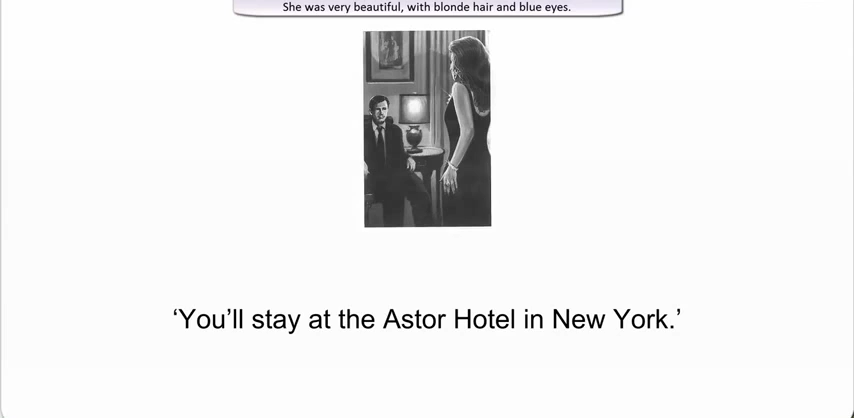 She was very beautiful, with blonde hair and blue eyes.
‘You’ll stay at the Astor Hotel in New York.’